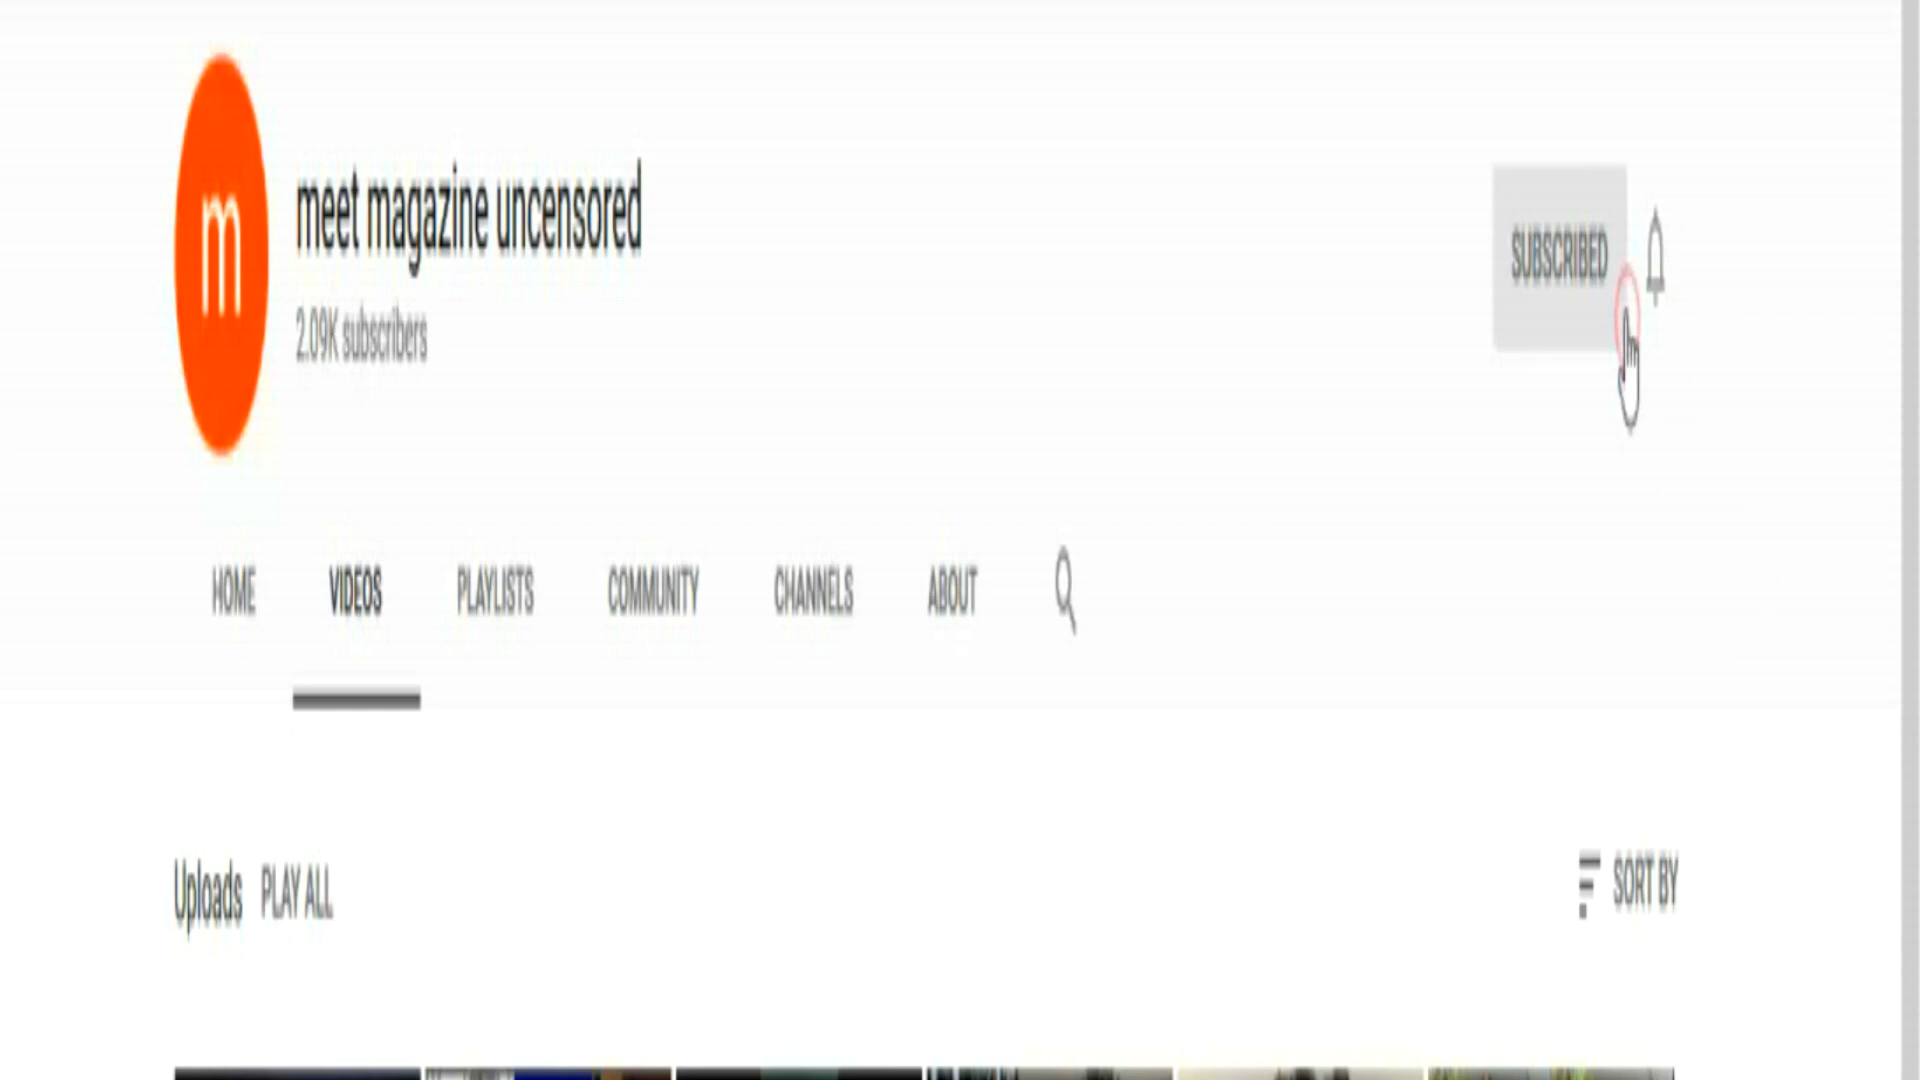 m
meet magazine uncensored
2.09K subscribers
SUBSCRIBED
HOME VIDEOS PLAYLISTS COMMUNITY CHANNELS ABOUT
Uploads PLAY ALL SORT BY